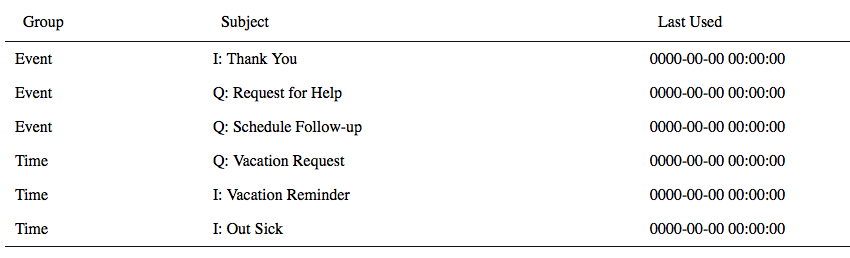 Group Subject Last Used
Event I: Thank You 0000-00-00 00:00:00
Event Q: Request for Help 0000-00-00 00:00:00
Event Q: Schedule Follow-up 0000-00-00 00:00:00
Time Q: Vacation Request 0000-00-00 00:00:00
Time I: Vacation Reminder 0000-00-00 00:00:00
Time I: Out Sick 0000-00-00 00:00:00